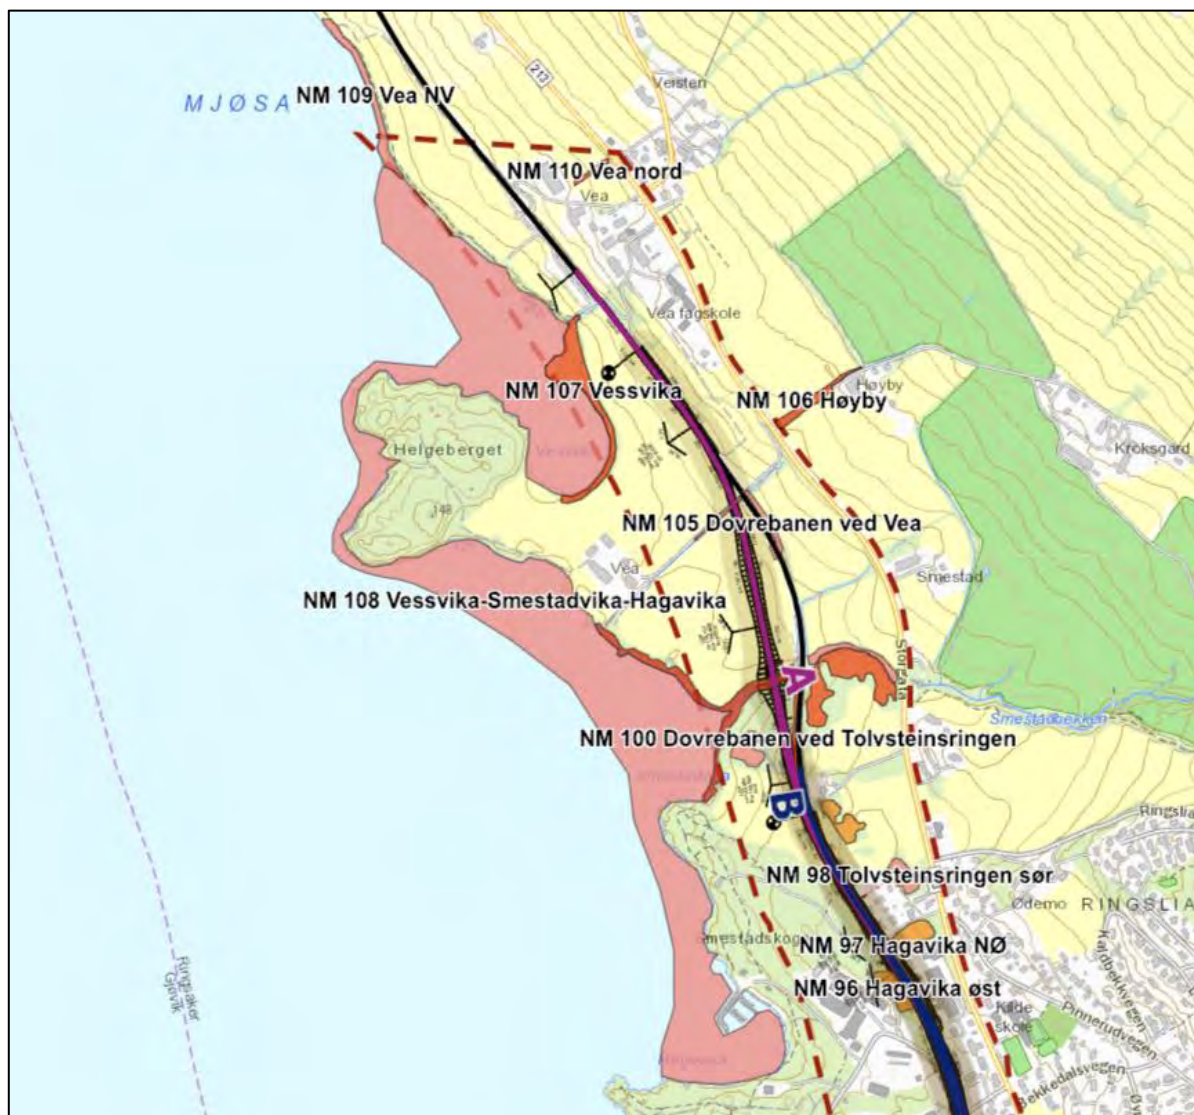 213
Veisten
MJØSA
NM 109 Vea NV
NM 110 Vea nord
Vea
Vea fagskole
NM 107 Vessvika
NM 106 Høyby
Høyby
Helgeberget
Kroksgard
148
NM 105 Dovrebanen ved Vea
Vea
Smestad
NM 108 Vessvika-Smestadvika-Hagavika
Storgata
A
Smestadbekken
NM 100 Dovrebanen ved Tolvsteinsringen
B
NM 98 Tolvsteinsringen sør
Ødemo
RINGSLIA
NM 97 Hagavika NØ
Ringsaker
Gjøvik
NM 96 Hagavika øst
Kilde
skole
Kaldbekkvegen
Pinnerudvegen
Bekkedalsvegen